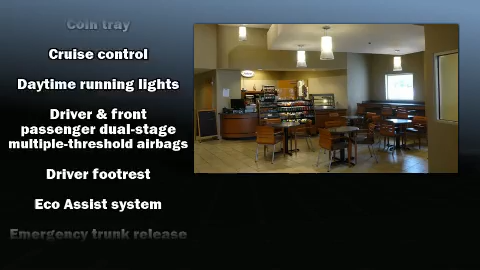 Coin tray
Cruise control
Daytime running lights
Driver & front
passenger dual-stage
multiple-threshold airbags
Driver footrest
Eco Assist system
Emergency trunk release